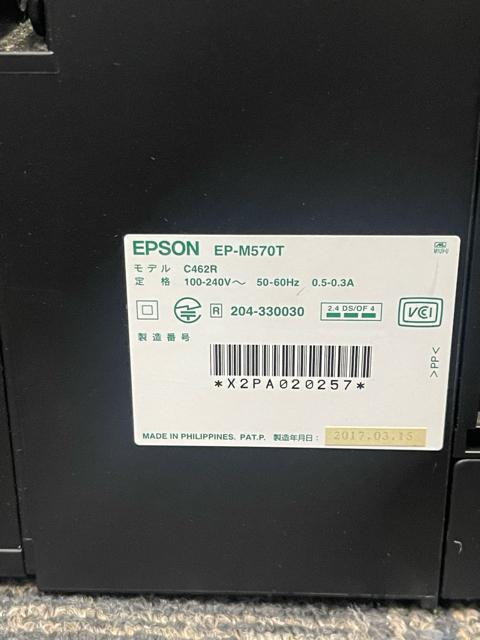 EPSON EP-M570T
モデル C462R
定格 100-240V～ 50-60Hz 0.5-0.3A
R 204-330030 2.4 DS/OF 4 VCCI
製造番号
*X2PA020257*
>PP<
MADE IN PHILIPPINES. PAT.P. 製造年月日: 2017.03.15